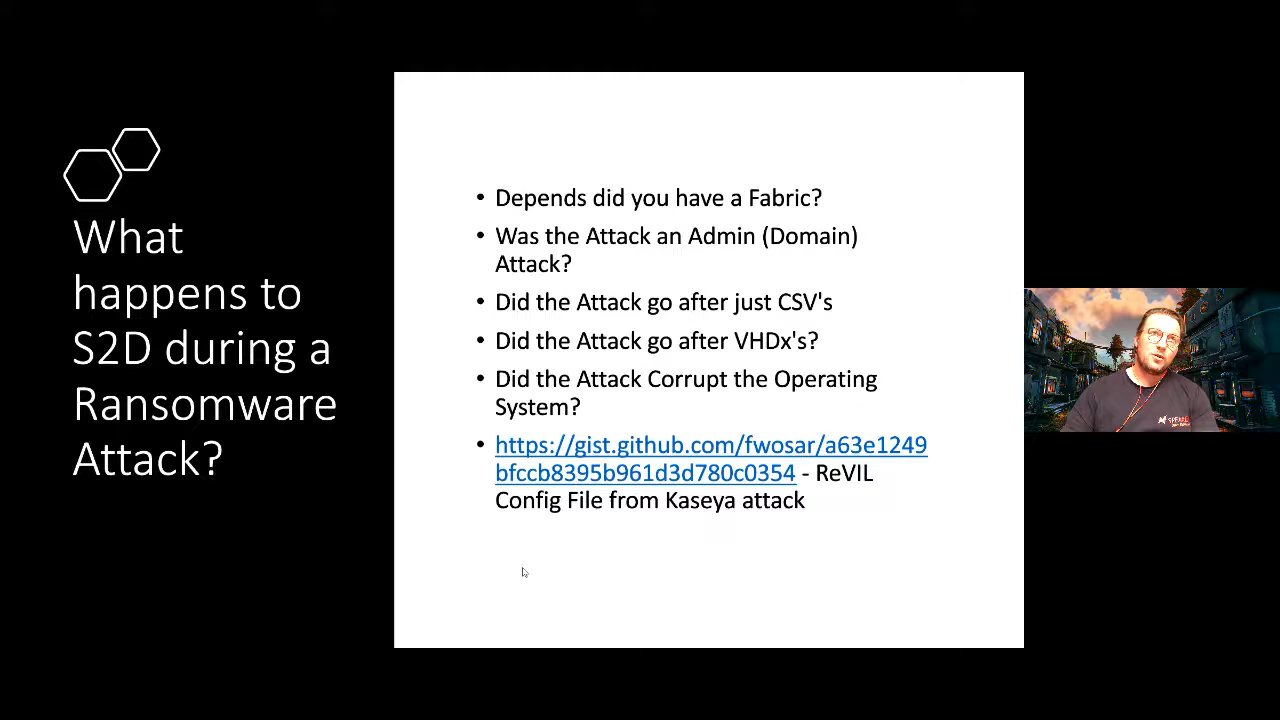 What
happens to
S2D during a
Ransomware
Attack?
• Depends did you have a Fabric?
• Was the Attack an Admin (Domain)
Attack?
• Did the Attack go after just CSV's
• Did the Attack go after VHDx's?
• Did the Attack Corrupt the Operating
System?
• https://gist.github.com/fwosar/a63e1249
bfccb8395b961d3d780c0354 - ReVIL
Config File from Kaseya attack